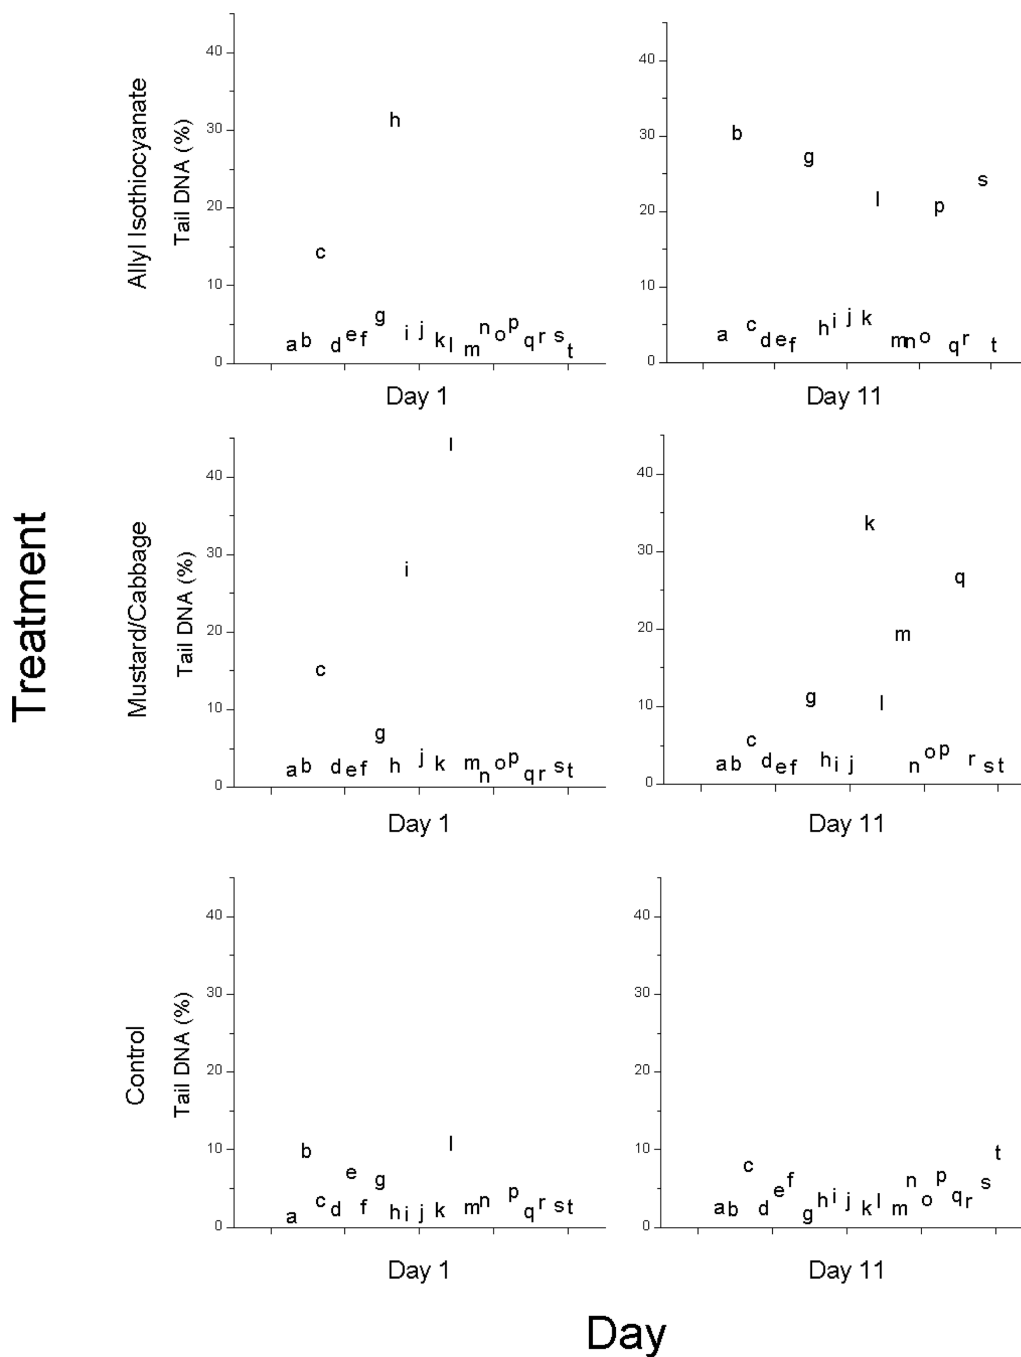 Treatment
Allyl Isothiocyanate
Tail DNA (%)
40
30
20
10
0
a b c d e f g h i j k l m n o p q r s t
Day 1
40
30
20
10
0
a b c d e f g h i j k l m n o p q r s t
Day 11
Mustard/Cabbage
Tail DNA (%)
40
30
20
10
0
a b c d e f g h i j k l m n o p q r s t
Day 1
40
30
20
10
0
a b c d e f g h i j k l m n o p q r s t
Day 11
Control
Tail DNA (%)
40
30
20
10
0
a b c d e f g h i j k l m n p q r s t
Day 1
40
30
20
10
0
a b c d e f g h i j k l m n o p q r s t
Day 11
Day